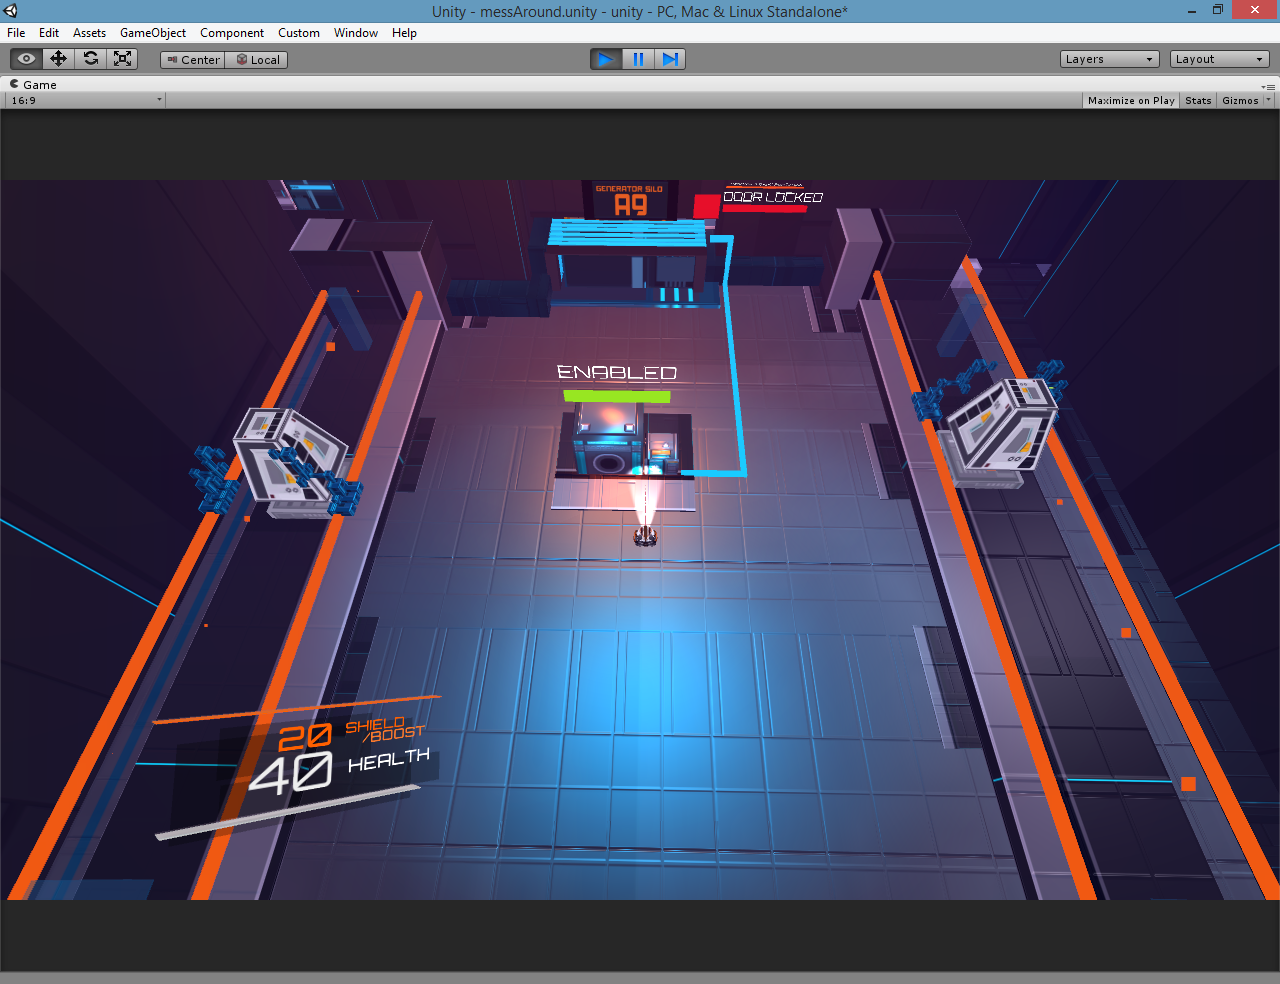 Unity - messAround.unity - unity - PC, Mac & Linux Standalone*
File Edit Assets GameObject Component Custom Window Help
Center Local Layers Layout
Game
16:9 Maximize on Play Stats Gizmos
GENERATOR SILO
A9
DOOR LOCKED
ENABLED
20 SHIELD
/BOOST
40 HEALTH